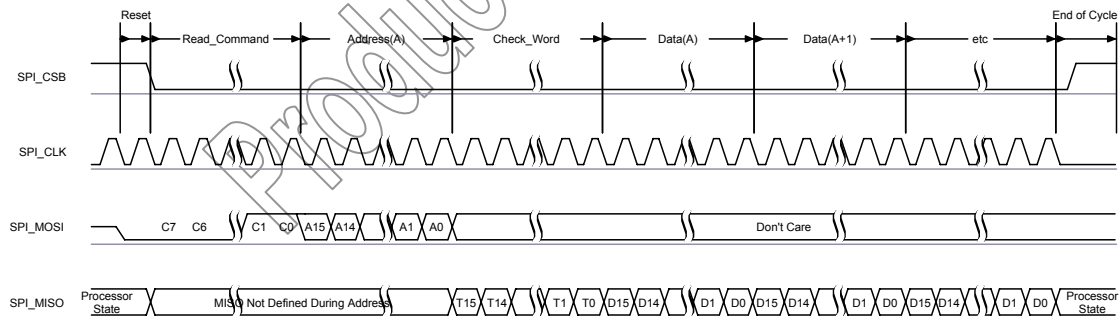 Reset
End of Cycle
Read_Command
Address(A)
Check_Word
Data(A)
Data(A+1)
etc
SPI_CSB
SPI_CLK
SPI_MOSI
C7 C6 C1 C0 A15 A14 A1 A0 Don't Care
SPI_MISO
Processor State
MISO Not Defined During Address
T15 T14 T1 T0 D15 D14 D1 D0 D15 D14 D1 D0 D15 D14 D1 D0
Processor State